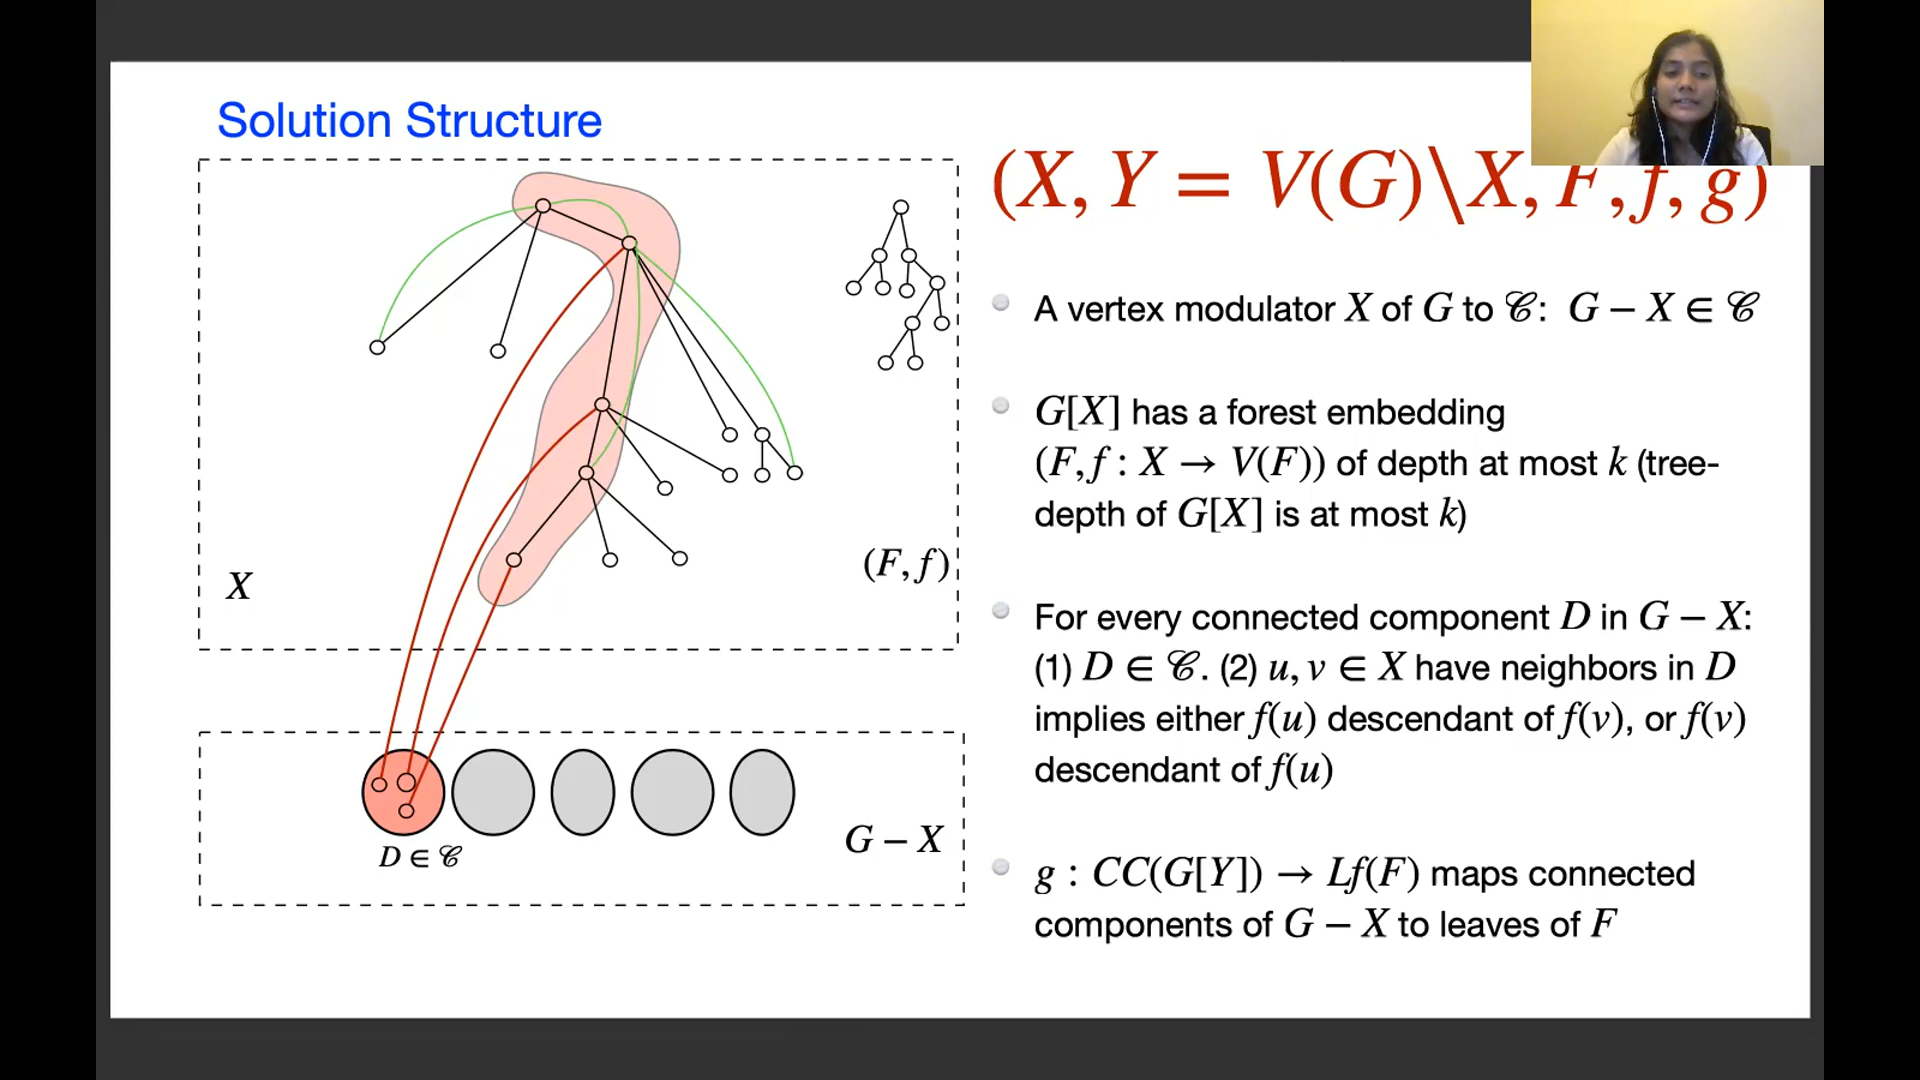 Solution Structure
(X, Y = V(G)\X, F, f, g)
A vertex modulator X of G to 𝒞: G − X ∈ 𝒞
G[X] has a forest embedding
(F, f : X → V(F)) of depth at most k (tree-
depth of G[X] is at most k)
For every connected component D in G − X:
(1) D ∈ 𝒞. (2) u, v ∈ X have neighbors in D
implies either f(u) descendant of f(v), or f(v)
descendant of f(u)
g : CC(G[Y]) → Lf(F) maps connected
components of G − X to leaves of F
(F, f)
X
G − X
D ∈ 𝒞